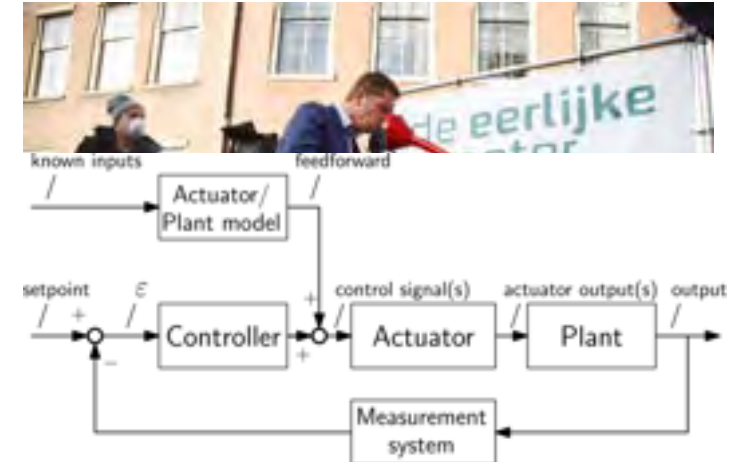 de eerlijke
known inputs
feedforward
Actuator/
Plant model
setpoint
ε
control signal(s)
actuator output(s)
output
+
+
Controller
Actuator
Plant
−
+
Measurement
system